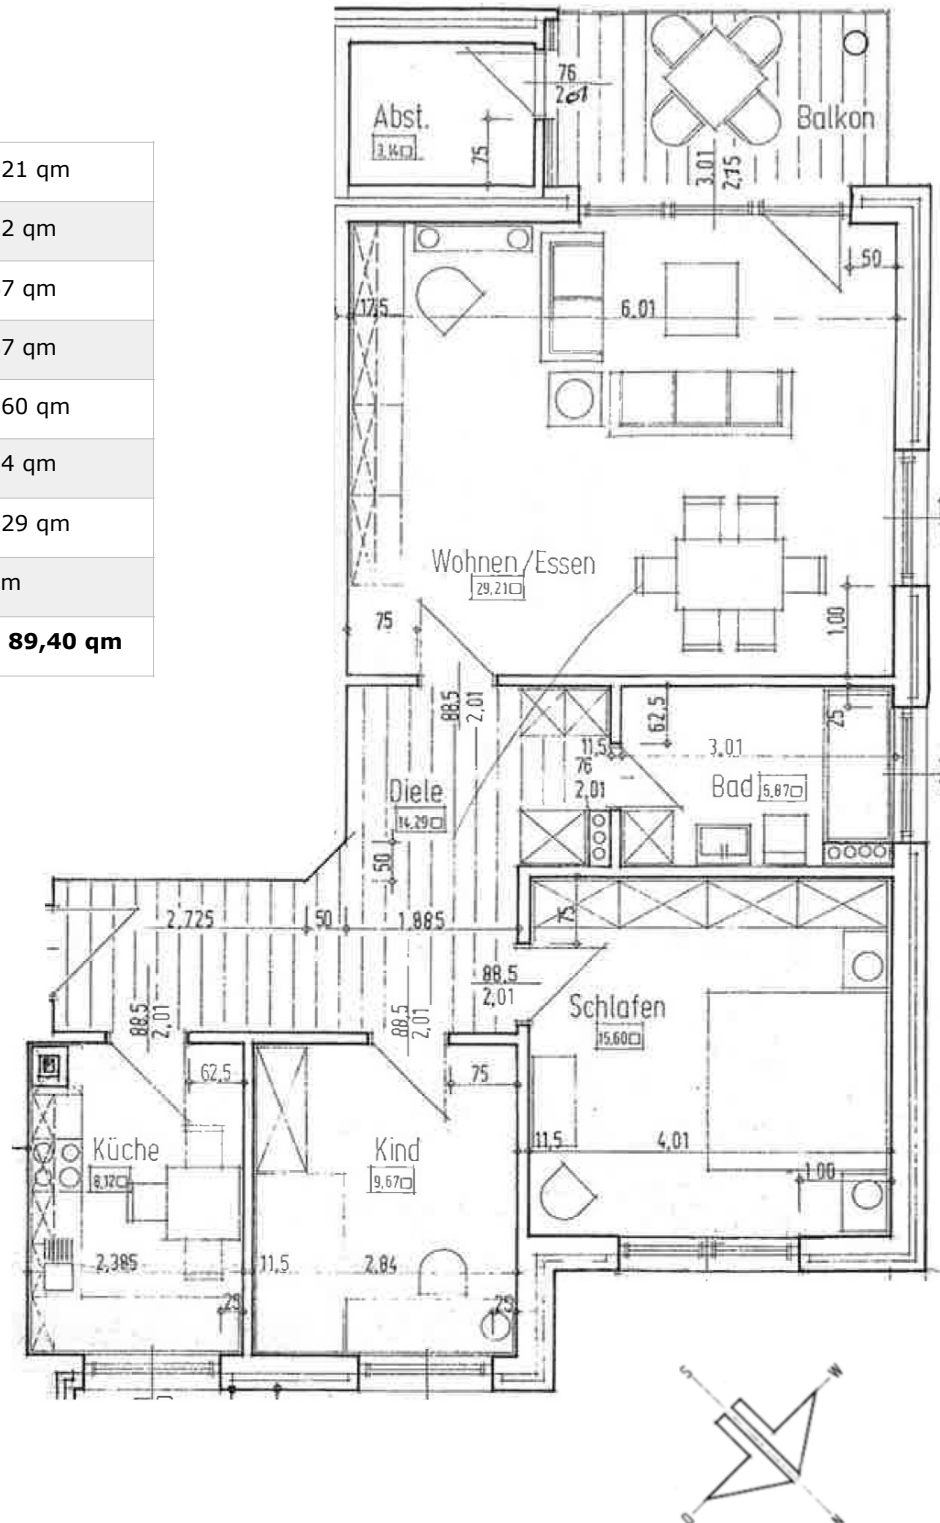 21 qm
2 qm
7 qm
7 qm
60 qm
4 qm
29 qm
m
89,40 qm
Abst.
3,14
75
76
2,01
Balkon
3.01
2,15
50
17,5
6,01
Wohnen/Essen
29,21
75
1,00
88,5
2,01
62,5
25
11,5
76
2,01
3,01
Bad 5,87
Diele
14,29
50
2,725
50
1,885
75
88,5
2,01
Schlafen
15,60
88,5
2,01
88,5
2,01
62,5
75
Küche
8,12
Kind
9,67
11,5
4,01
1,00
2,385
11,5
2,84
25
25
S
W
O
N